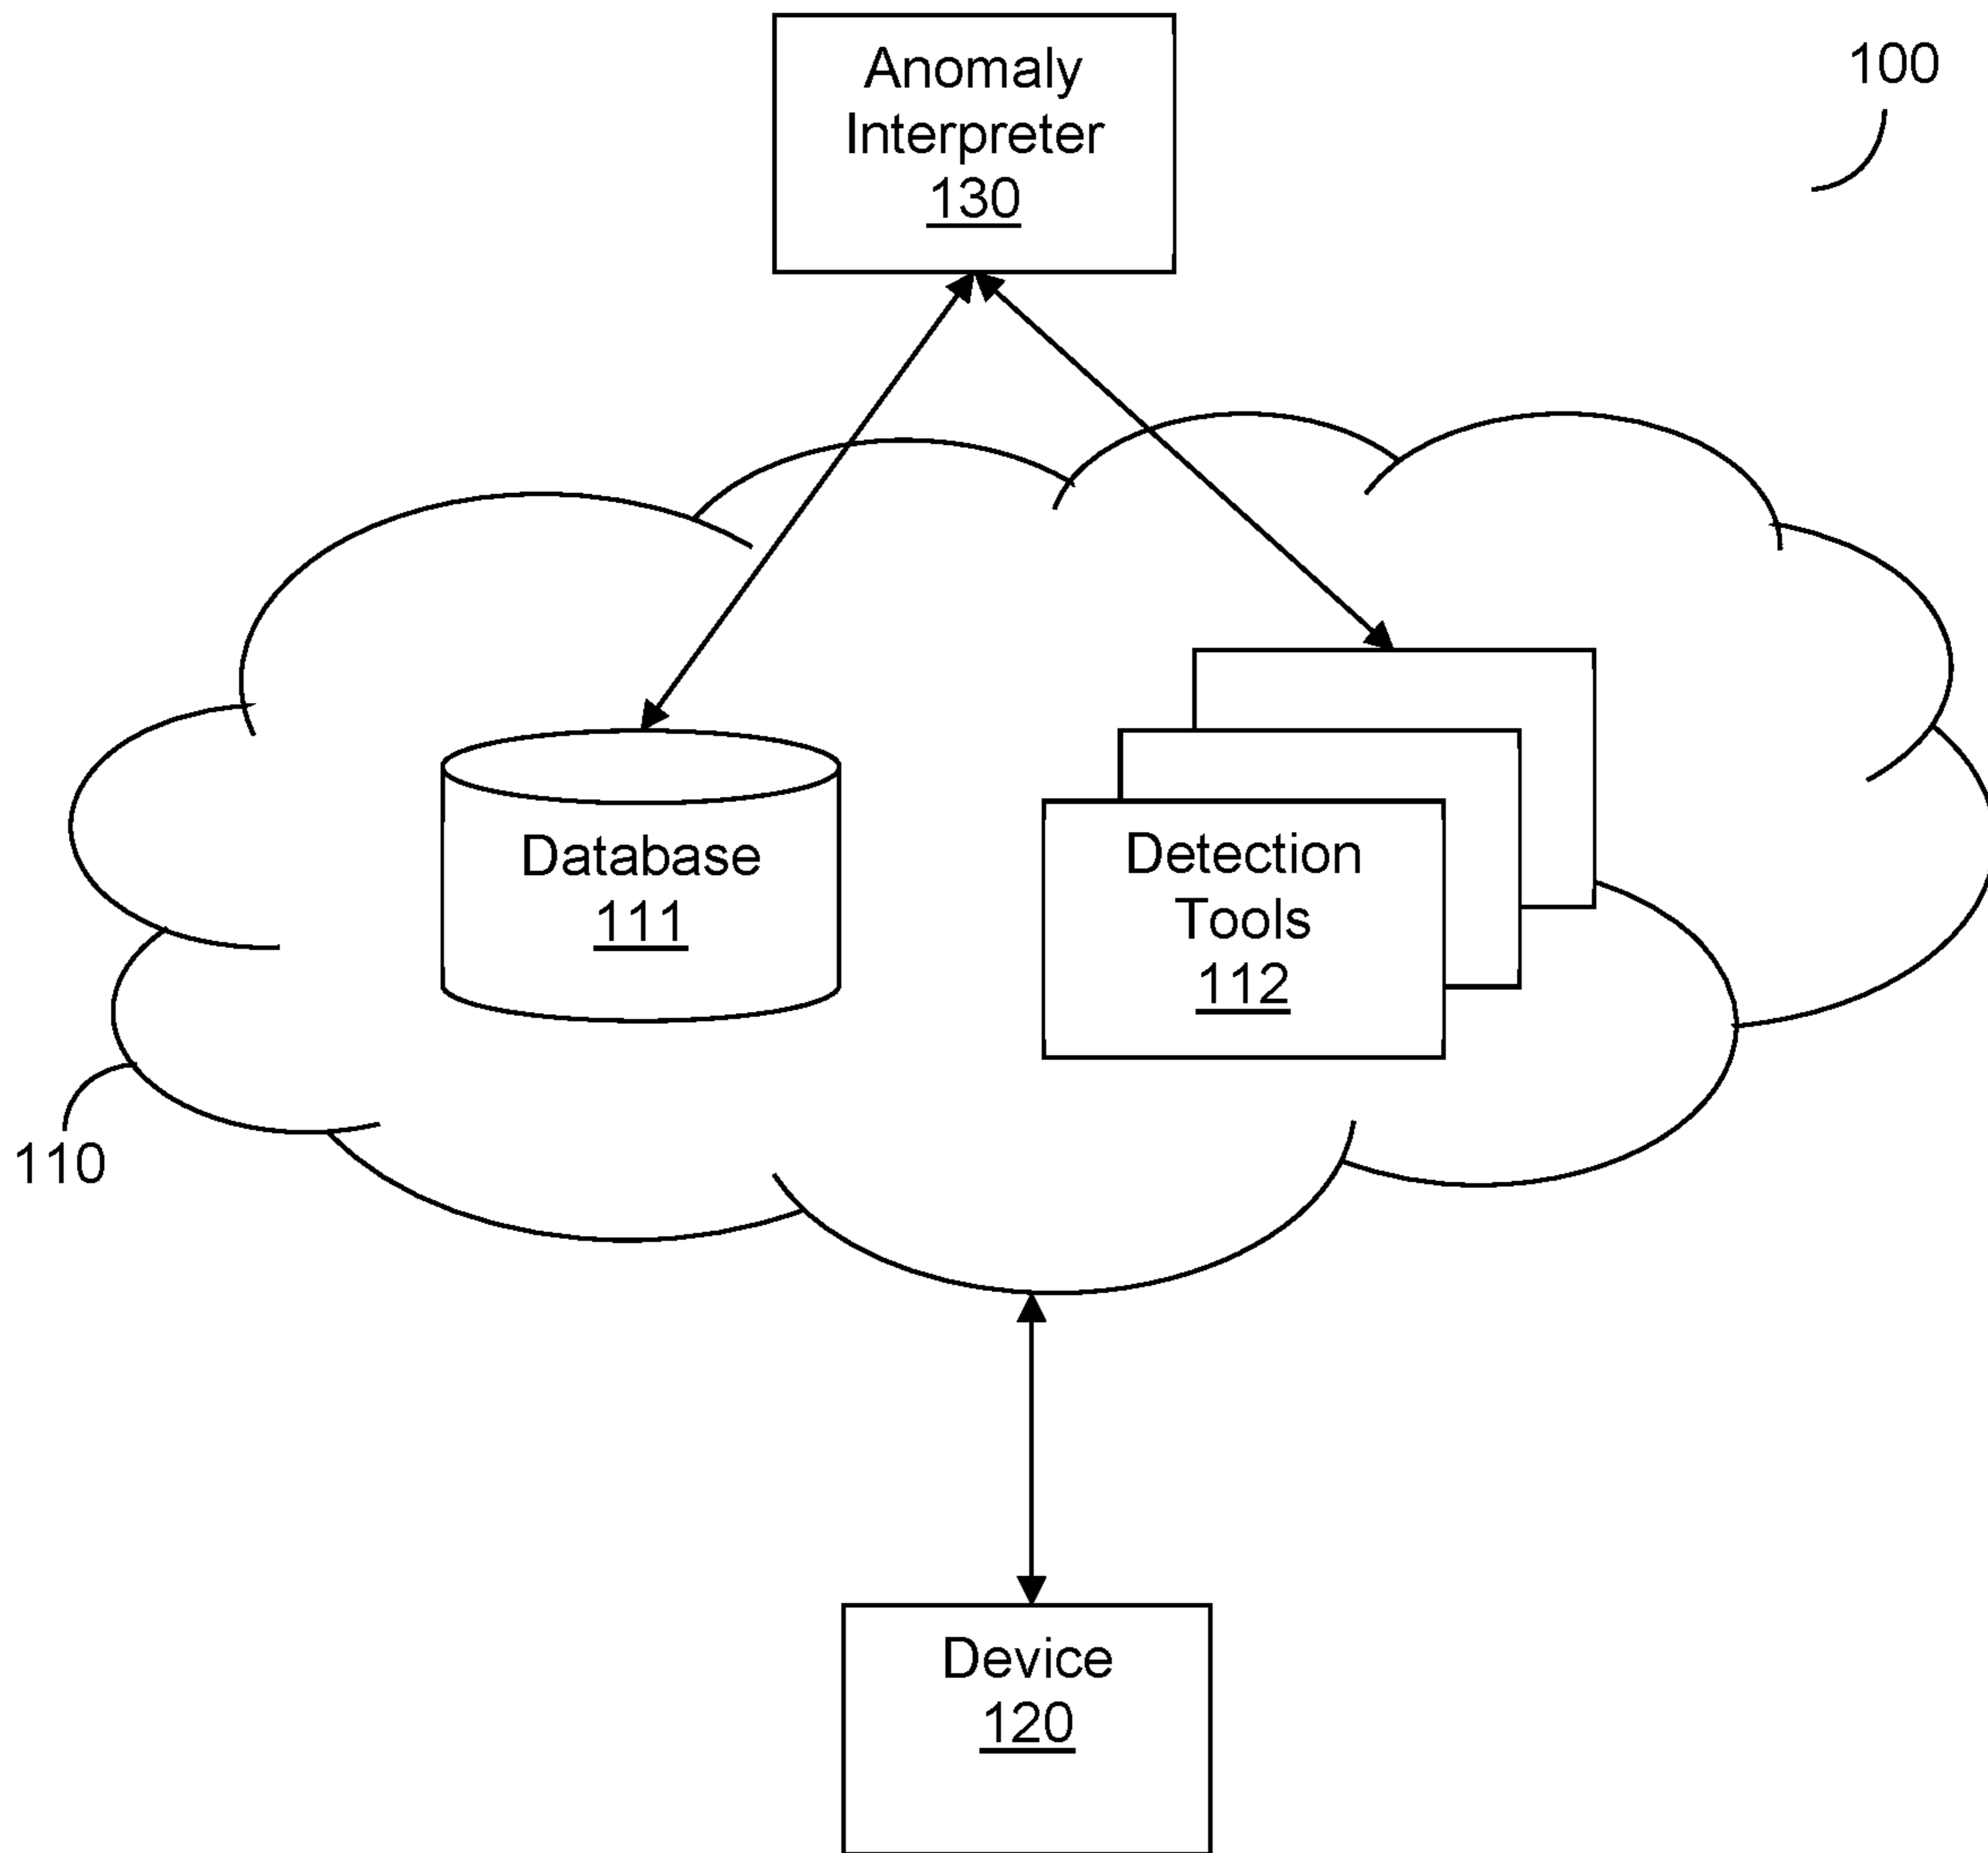 Anomaly
Interpreter
130
100
Database
111
Detection
Tools
112
110
Device
120